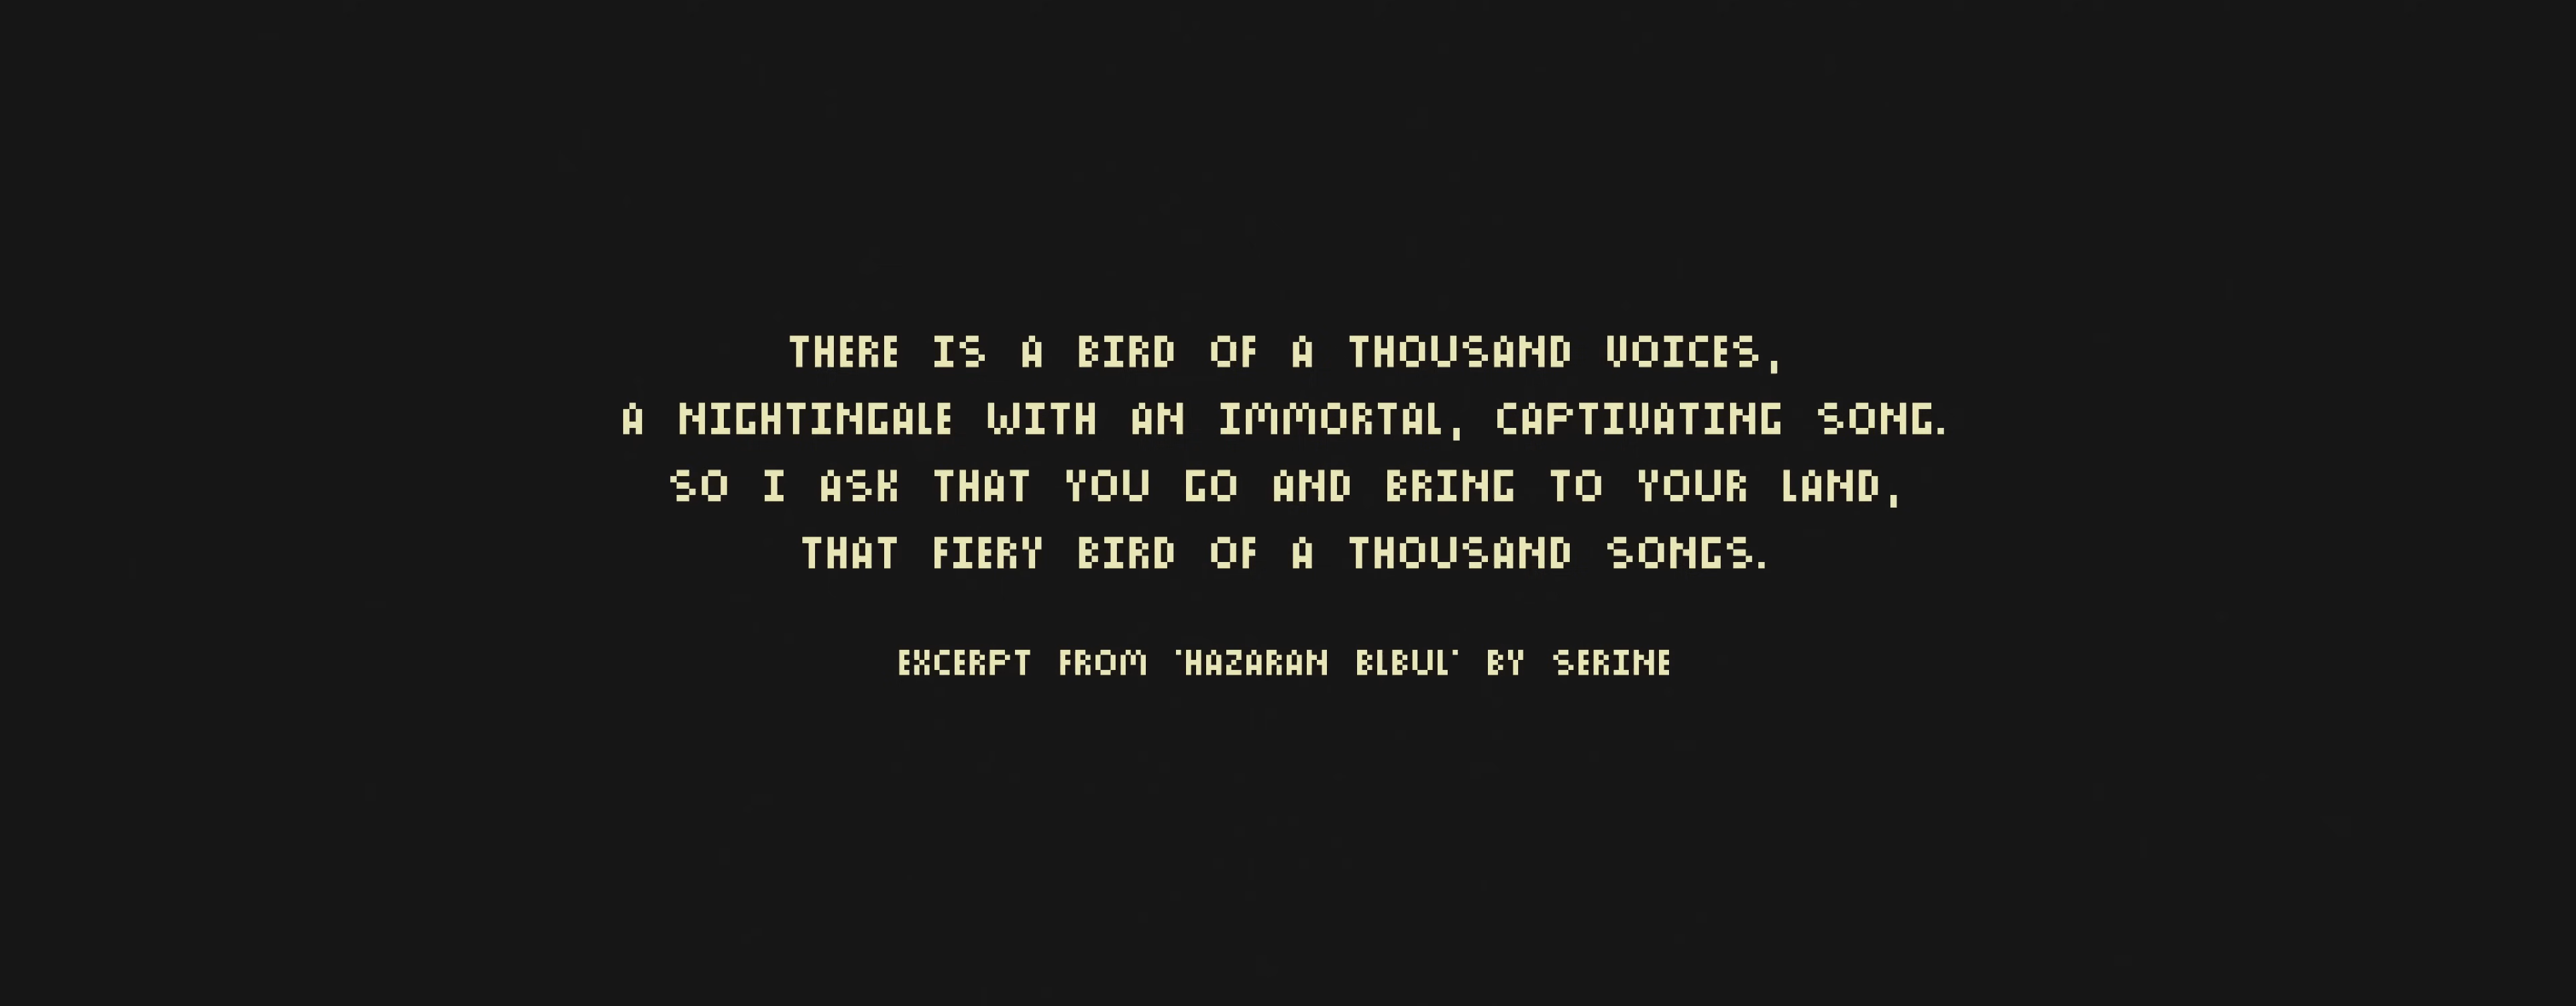 THERE IS A BIRD OF A THOUSAND VOICES,
A NIGHTINGALE WITH AN IMMORTAL, CAPTIVATING SONG.
SO I ASK THAT YOU GO AND BRING TO YOUR LAND,
THAT FIERY BIRD OF A THOUSAND SONGS.
EXCERPT FROM 'HAZARAN BLBUL' BY SERINE